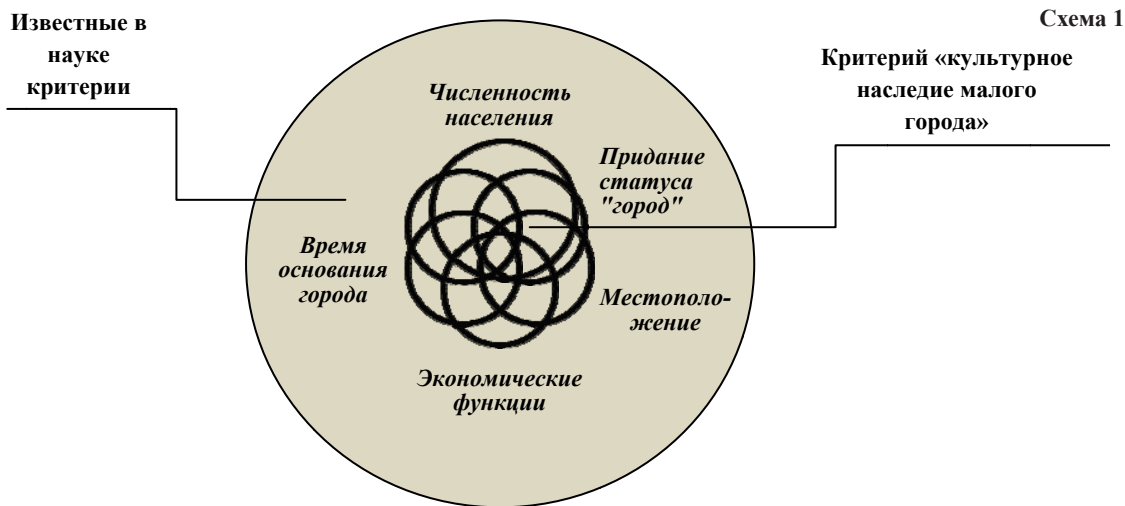 Схема 1
Известные в
науке
критерии
Критерий «культурное
наследие малого
города»
Численность
населения
Придание
статуса
"город"
Время
основания
города
Местополо-
жение
Экономические
функции